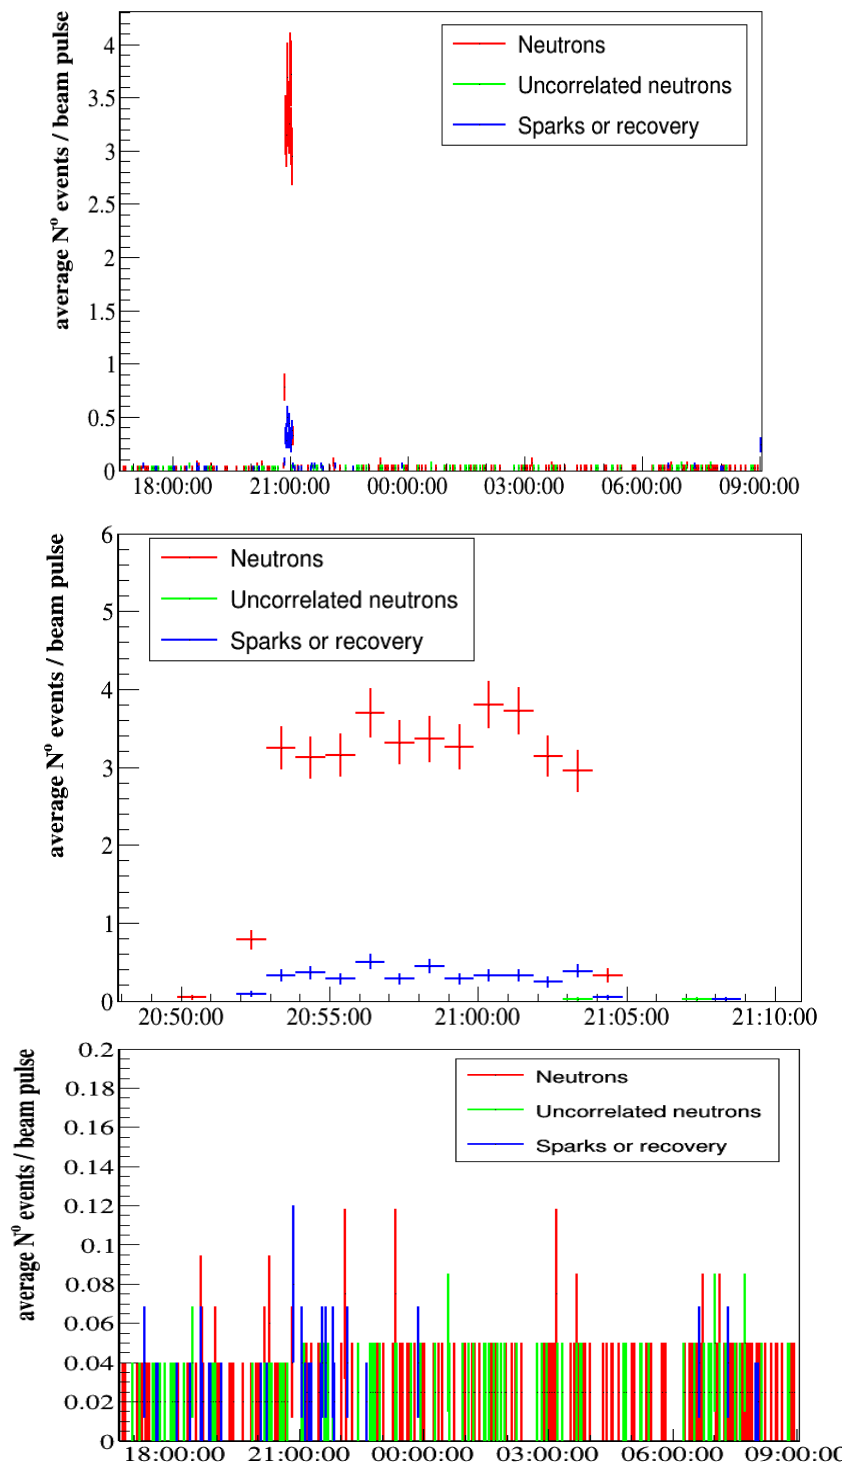 average Nº events / beam pulse
4
3.5
3
2.5
2
1.5
1
0.5
0
Neutrons
Uncorrelated neutrons
Sparks or recovery
18:00:00 21:00:00 00:00:00 03:00:00 06:00:00 09:00:00
average Nº events / beam pulse
6
5
4
3
2
1
0
Neutrons
Uncorrelated neutrons
Sparks or recovery
20:50:00 20:55:00 21:00:00 21:05:00 21:10:00
average Nº events / beam pulse
0.2
0.18
0.16
0.14
0.12
0.1
0.08
0.06
0.04
0.02
0
Neutrons
Uncorrelated neutrons
Sparks or recovery
18:00:00 21:00:00 00:00:00 03:00:00 06:00:00 09:00:00